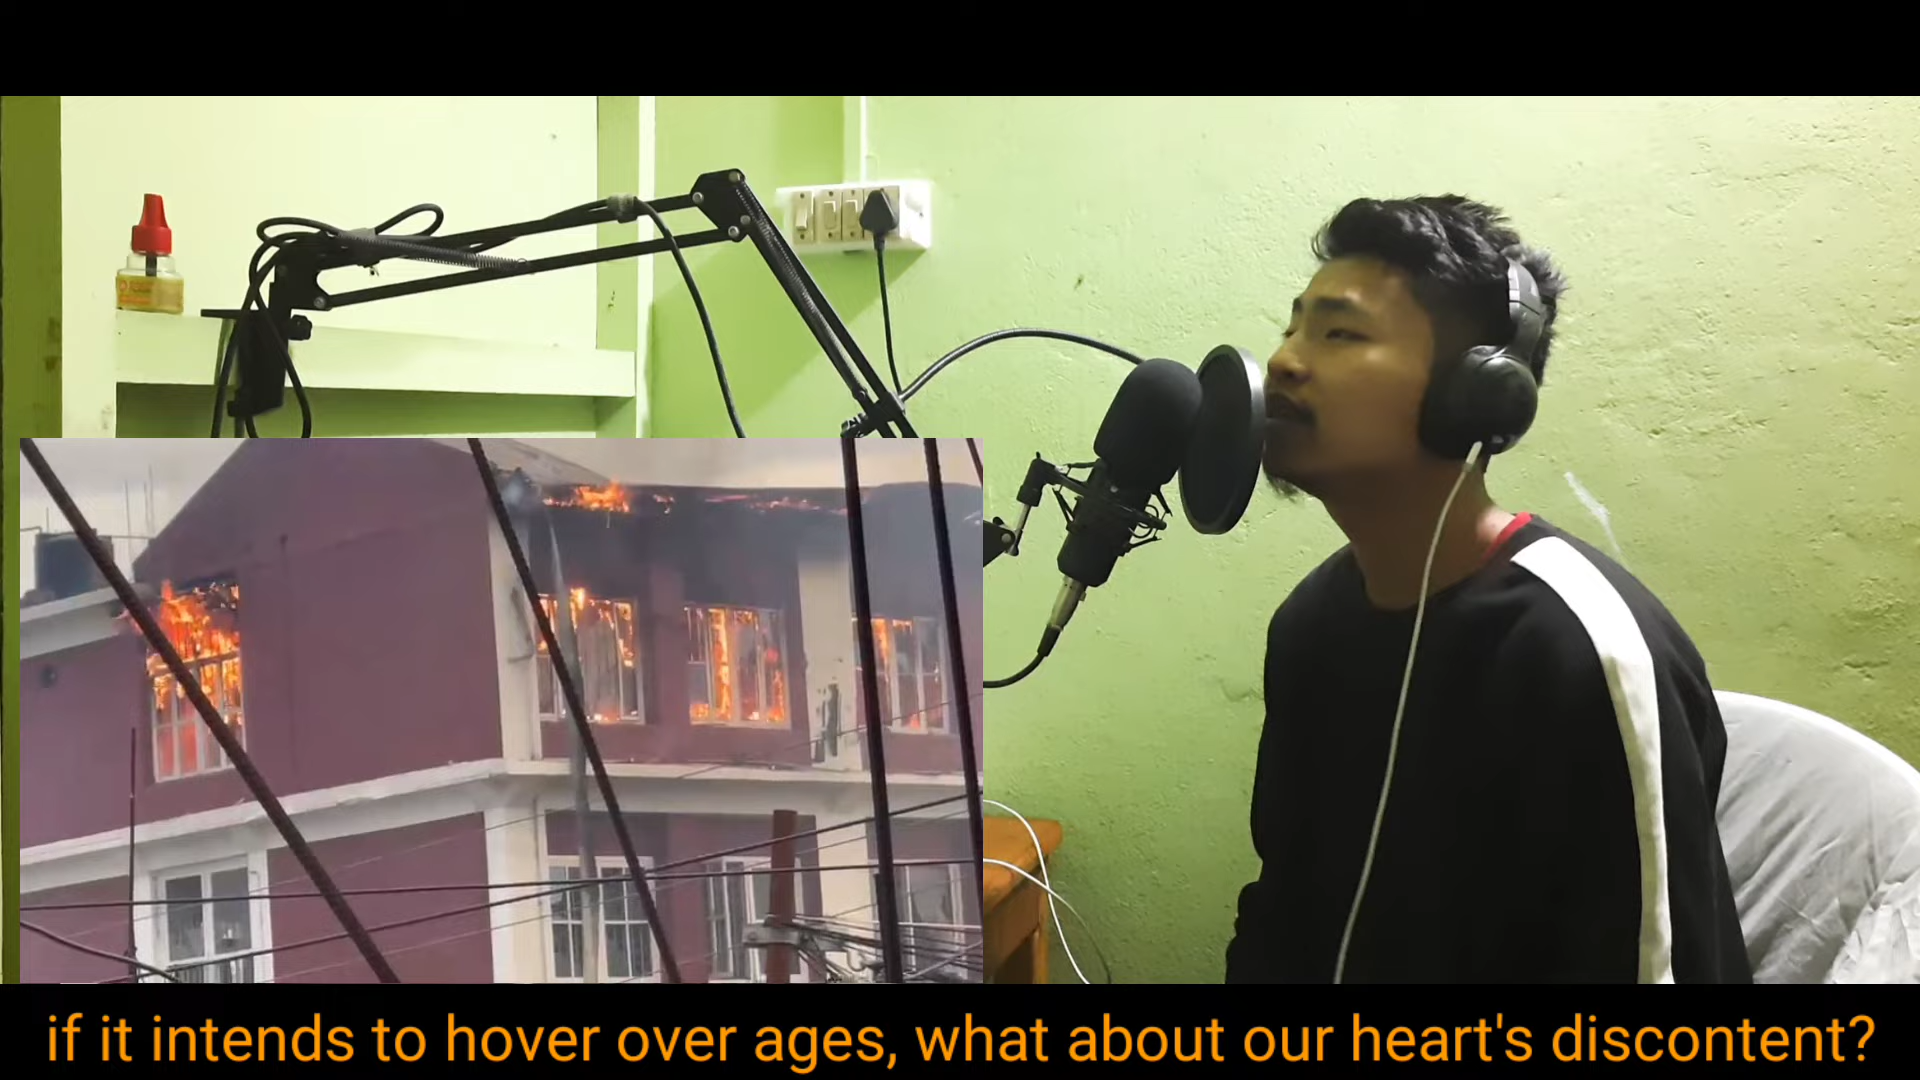 if it intends to hover over ages, what about our heart's discontent?